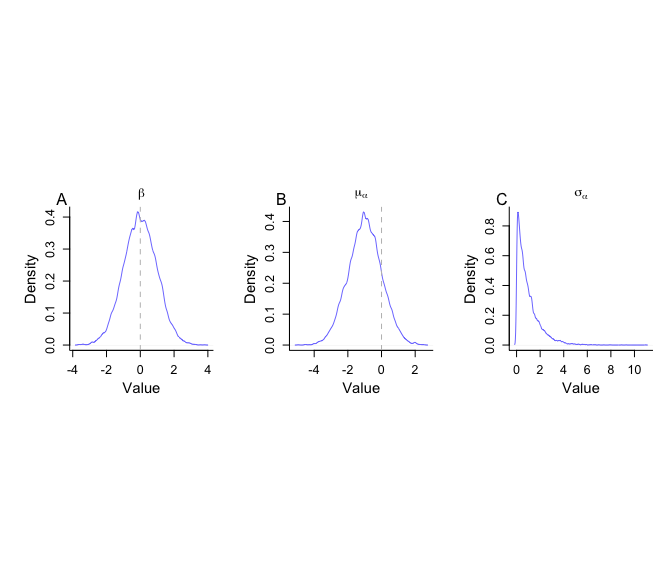 A
β
Density
0.0 0.1 0.2 0.3 0.4
-4 -2 0 2 4
Value
B
μα
Density
0.0 0.1 0.2 0.3 0.4
-4 -2 0 2
Value
C
σα
Density
0.0 0.2 0.4 0.6 0.8
0 2 4 6 8 10
Value